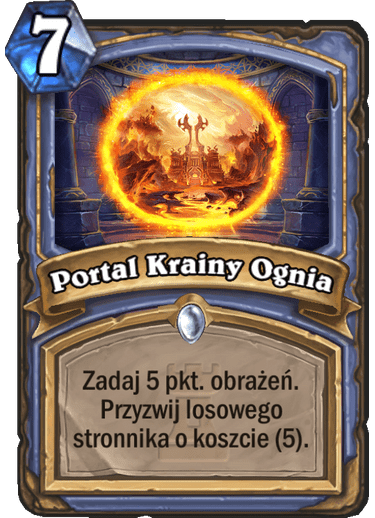 7
Portal Krainy Ognia
Zadaj 5 pkt. obrażeń.
Przyzwij losowego
stronnika o koszcie (5).